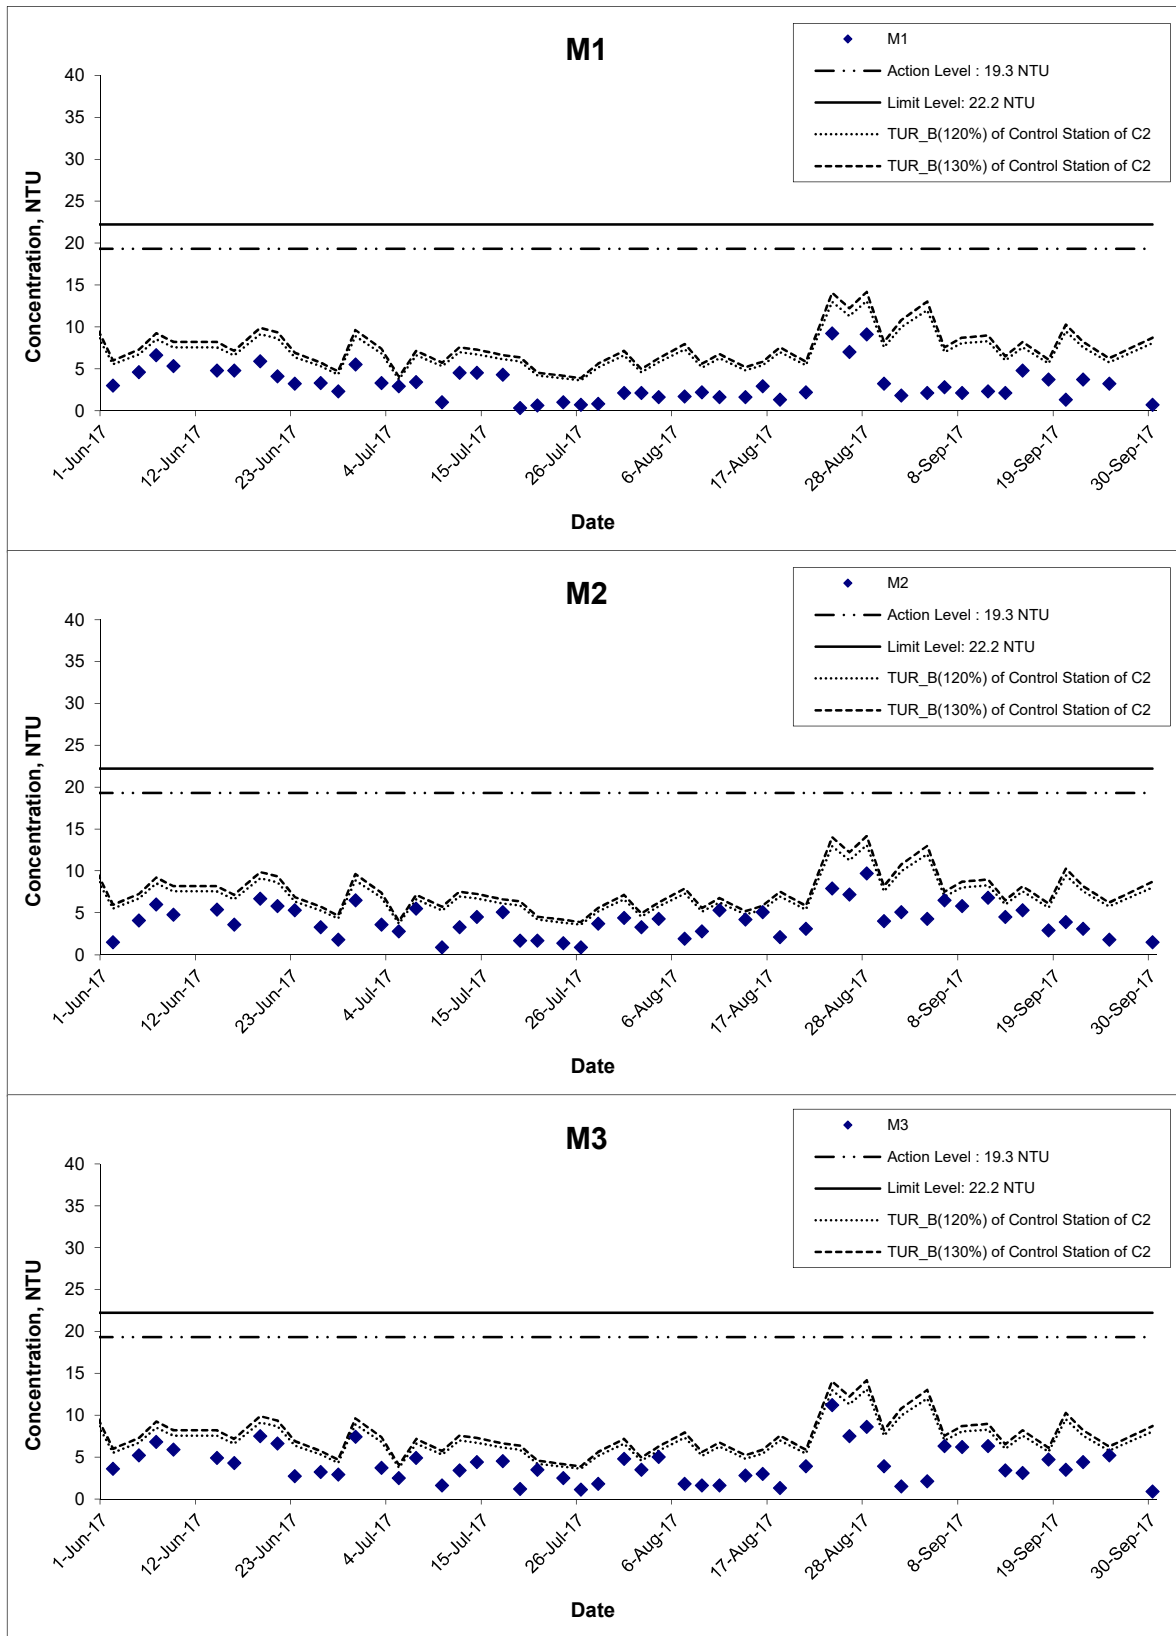 M1
M1
Action Level : 19.3 NTU
Limit Level: 22.2 NTU
TUR_B(120%) of Control Station of C2
TUR_B(130%) of Control Station of C2
Concentration, NTU
40
35
30
25
20
15
10
5
0
1-Jun-17
12-Jun-17
23-Jun-17
4-Jul-17
15-Jul-17
26-Jul-17
6-Aug-17
17-Aug-17
28-Aug-17
8-Sep-17
19-Sep-17
30-Sep-17
Date
M2
M2
Action Level : 19.3 NTU
Limit Level: 22.2 NTU
TUR_B(120%) of Control Station of C2
TUR_B(130%) of Control Station of C2
Concentration, NTU
40
35
30
25
20
15
10
5
0
1-Jun-17
12-Jun-17
23-Jun-17
4-Jul-17
15-Jul-17
26-Jul-17
6-Aug-17
17-Aug-17
28-Aug-17
8-Sep-17
19-Sep-17
30-Sep-17
Date
M3
M3
Action Level : 19.3 NTU
Limit Level: 22.2 NTU
TUR_B(120%) of Control Station of C2
TUR_B(130%) of Control Station of C2
Concentration, NTU
40
35
30
25
20
15
10
5
0
1-Jun-17
12-Jun-17
23-Jun-17
4-Jul-17
15-Jul-17
26-Jul-17
6-Aug-17
17-Aug-17
28-Aug-17
8-Sep-17
19-Sep-17
30-Sep-17
Date